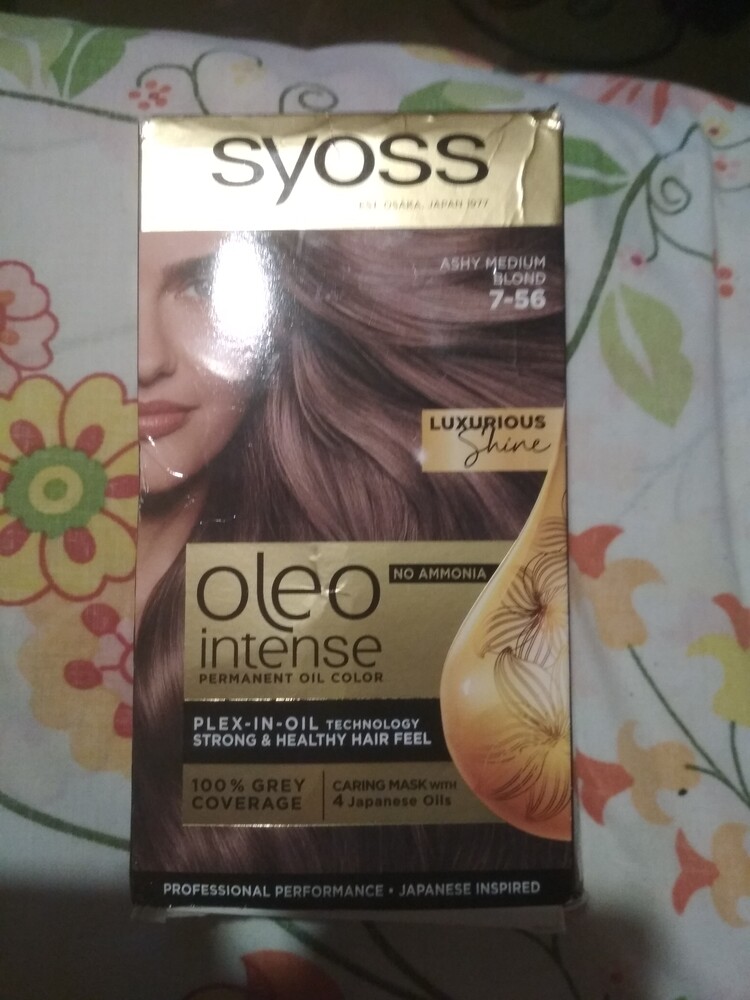 syoss
EST. OSAKA, JAPAN 1977
ASHY MEDIUM
BLOND
7-56
LUXURIOUS
Shine
oleo
NO AMMONIA
intense
PERMANENT OIL COLOR
PLEX-IN-OIL TECHNOLOGY
STRONG & HEALTHY HAIR FEEL
100% GREY
COVERAGE
CARING MASK WITH
4 Japanese Oils
PROFESSIONAL PERFORMANCE • JAPANESE INSPIRED